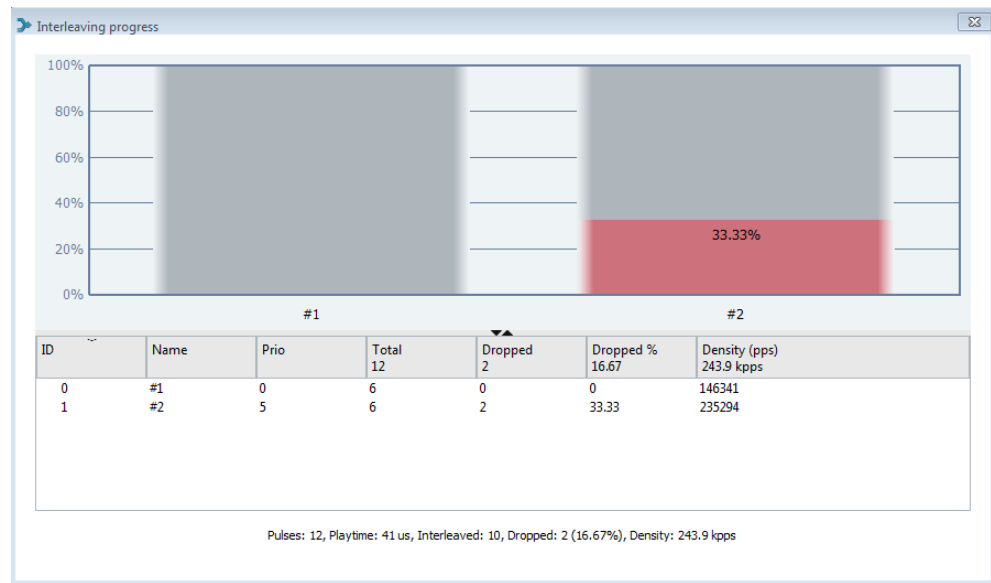 Interleaving progress
100%
80%
60%
40%
20%
0%
33.33%
#1 #2
ID Name Prio Total Dropped Dropped % Density (pps)
12 2 16.67 243.9 kpps
0 #1 0 6 0 0 146341
1 #2 5 6 2 33.33 235294
Pulses: 12, Playtime: 41 us, Interleaved: 10, Dropped: 2 (16.67%), Density: 243.9 kpps